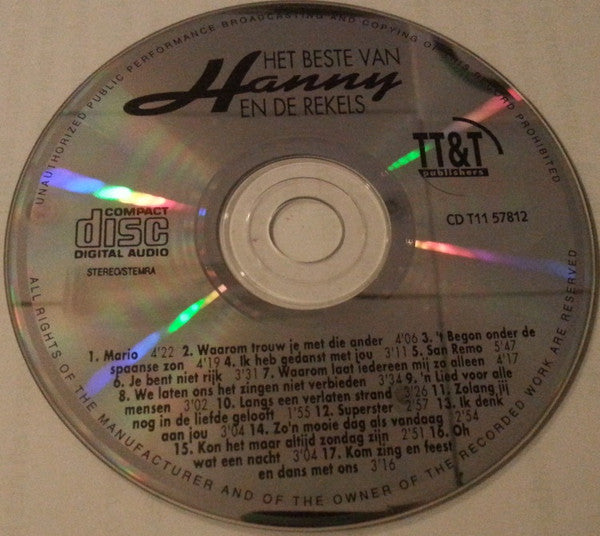 UNAUTHORIZED PUBLIC PERFORMANCE BROADCASTING AND COPYING OF THIS RECORD PROHIBITED
HET BESTE VAN
Hanny
EN DE REKELS
TT&T
publishers
COMPACT
disc
DIGITAL AUDIO
STEREO/STEMRA
CD T11 57812
1. Mario 4'22 2. Waarom trouw je met die ander 4'06 3. 't Begon onder de
spaanse zon 4'19 4. Ik heb gedanst met jou 3'11 5. San Remo 5'47
6. Je bent niet rijk 3'31 7. Waarom laat iedereen mij zo alleen 4'17
8. We laten ons het zingen niet verbieden 3'34 9. 'n Lied voor alle
mensen 3'02 10. Langs een verlaten strand 3'26 11. Zolang jij
nog in de liefde gelooft 1'55 12. Superster 2'57 13. Ik denk
aan jou 3'04 14. Zo'n mooie dag als vandaag 2'54
15. Kon het maar altijd zondag zijn 2'51 16. Oh
wat een nacht 3'04 17. Kom zing en feest
en dans met ons 3'16
ALL RIGHTS OF THE MANUFACTURER AND OF THE OWNER OF THE RECORDED WORK ARE RESERVED